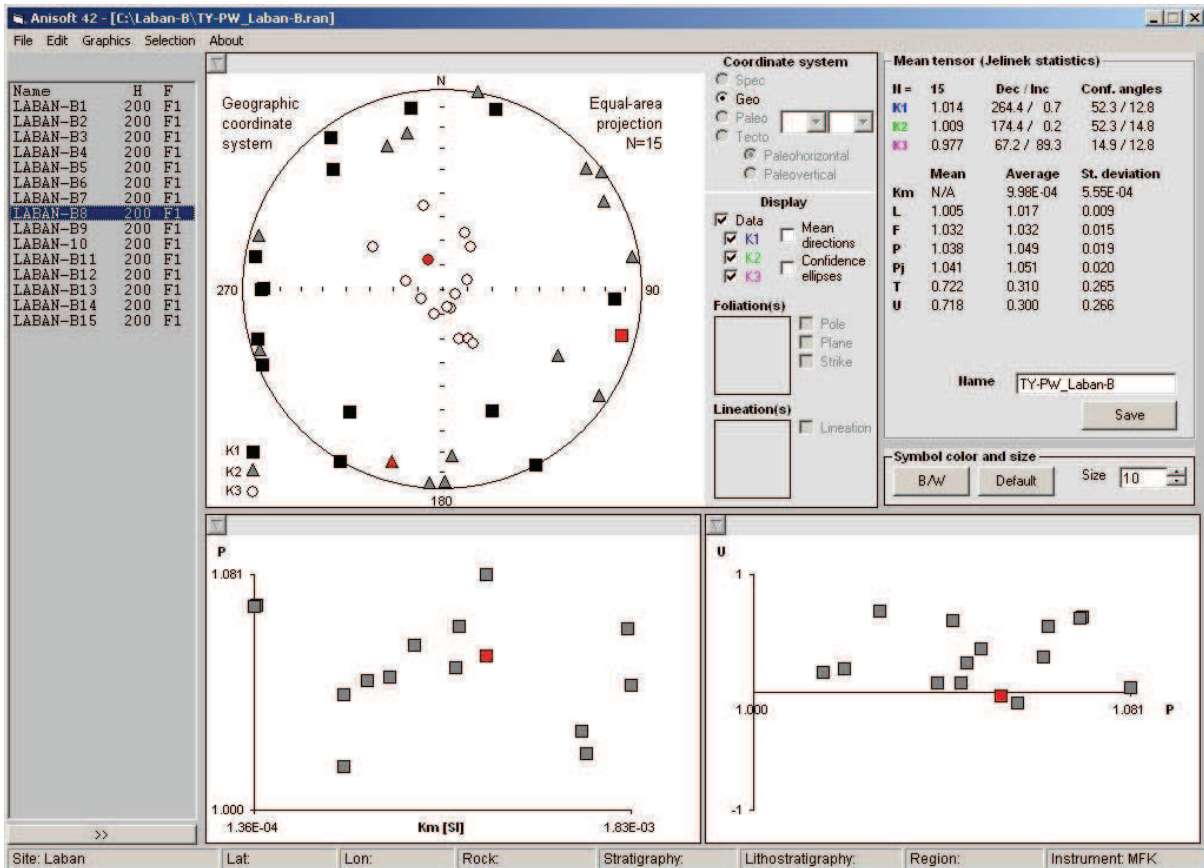 Anisoft 42 - [C:\Laban-B\TY-PW_Laban-B.ran]
File Edit Graphics Selection About
Name H F
LABAN-B1 200 F1
LABAN-B2 200 F1
LABAN-B3 200 F1
LABAN-B4 200 F1
LABAN-B5 200 F1
LABAN-B6 200 F1
LABAN-B7 200 F1
LABAN-B8 200 F1
LABAN-B9 200 F1
LABAN-10 200 F1
LABAN-B11 200 F1
LABAN-B12 200 F1
LABAN-B13 200 F1
LABAN-B14 200 F1
LABAN-B15 200 F1
>>
Geographic
coordinate
system
N
Equal-area
projection
N=15
270
90
180
K1
K2
K3
Coordinate system
Spec
Geo
Paleo
Tecto
Paleohorizontal
Paleovertical
Display
Data
K1
K2
K3
Mean
directions
Confidence
ellipses
Foliation(s)
Pole
Plane
Strike
Lineation(s)
Lineation
Mean tensor (Jelinek statistics)
N = 15 Dec / Inc Conf. angles
K1 1.014 264.4 / 0.7 52.3 / 12.8
K2 1.009 174.4 / 0.2 52.3 / 14.8
K3 0.977 67.2 / 89.3 14.9 / 12.8
Mean Average St. deviation
Km N/A 9.98E-04 5.55E-04
L 1.005 1.017 0.009
F 1.032 1.032 0.015
P 1.038 1.049 0.019
Pj 1.041 1.051 0.020
T 0.722 0.310 0.265
U 0.718 0.300 0.266
Name TY-PW_Laban-B
Save
Symbol color and size
B/W Default Size 10
P
1.081
1.000
1.36E-04 Km [SI] 1.83E-03
U
1
1.000 1.081 P
-1
Site: Laban Lat: Lon: Rock: Stratigraphy: Lithostratigraphy: Region: Instrument: MFK